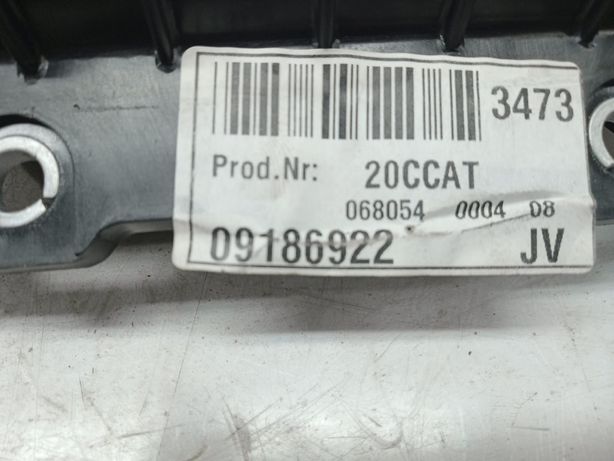 3473
Prod.Nr: 20CCAT
068054 0004 08
09186922 JV